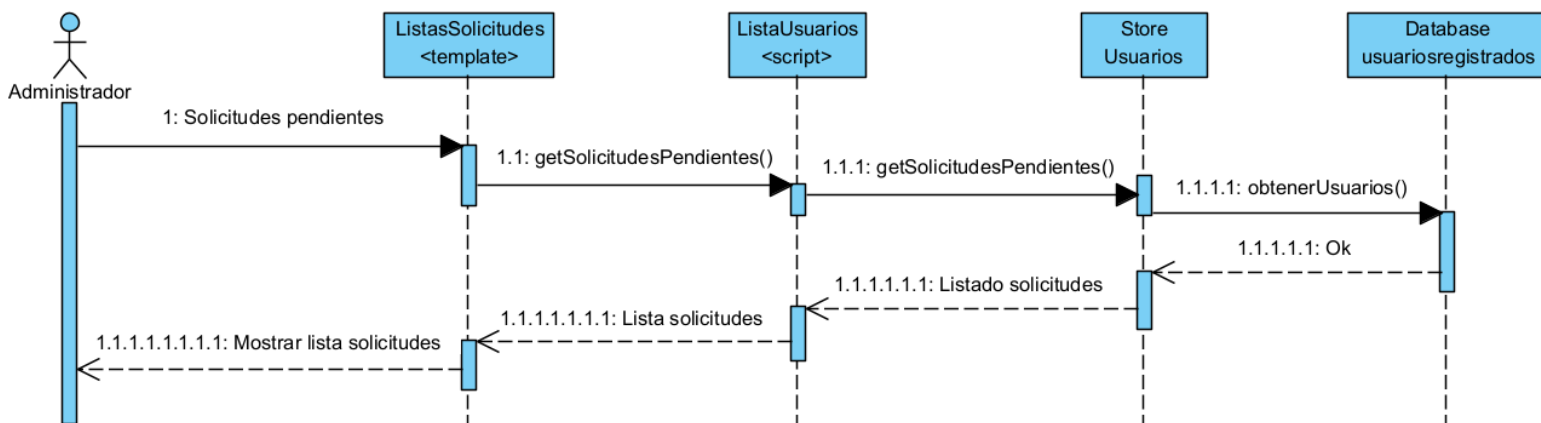 ListasSolicitudes
<template>
ListaUsuarios
<script>
Store
Usuarios
Database
usuariosregistrados
Administrador
1: Solicitudes pendientes
1.1: getSolicitudesPendientes()
1.1.1: getSolicitudesPendientes()
1.1.1.1: obtenerUsuarios()
1.1.1.1.1: Ok
1.1.1.1.1.1: Listado solicitudes
1.1.1.1.1.1.1: Lista solicitudes
1.1.1.1.1.1.1.1: Mostrar lista solicitudes